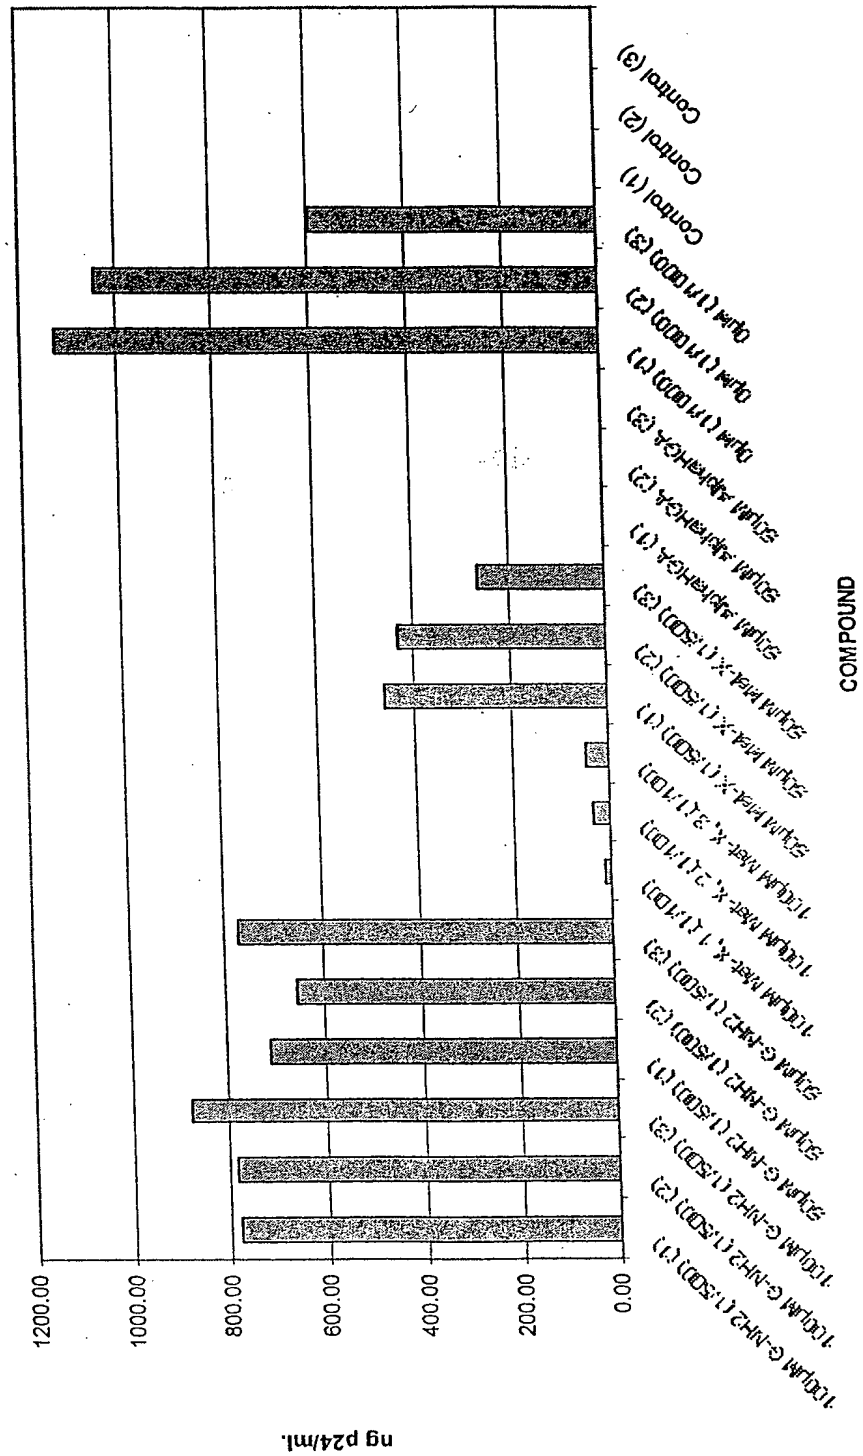 ng p24/ml.
1200.00
1000.00
800.00
600.00
400.00
200.00
0.00
100µM G-NH2 (1:500) (1)
100µM G-NH2 (1:500) (2)
100µM G-NH2 (1:500) (3)
50µM G-NH2 (1:500) (1)
50µM G-NH2 (1:500) (2)
50µM G-NH2 (1:500) (3)
100µM Met-X, 1 (1/100)
100µM Met-X, 2 (1/100)
100µM Met-X, 3 (1/100)
50µM Met-X (1:500) (1)
50µM Met-X (1:500) (2)
50µM Met-X (1:500) (3)
50µM AlphaHGA (1)
50µM AlphaHGA (2)
50µM AlphaHGA (3)
0µM (1/1000) (1)
0µM (1/1000) (2)
0µM (1/1000) (3)
Control (1)
Control (2)
Control (3)
COMPOUND